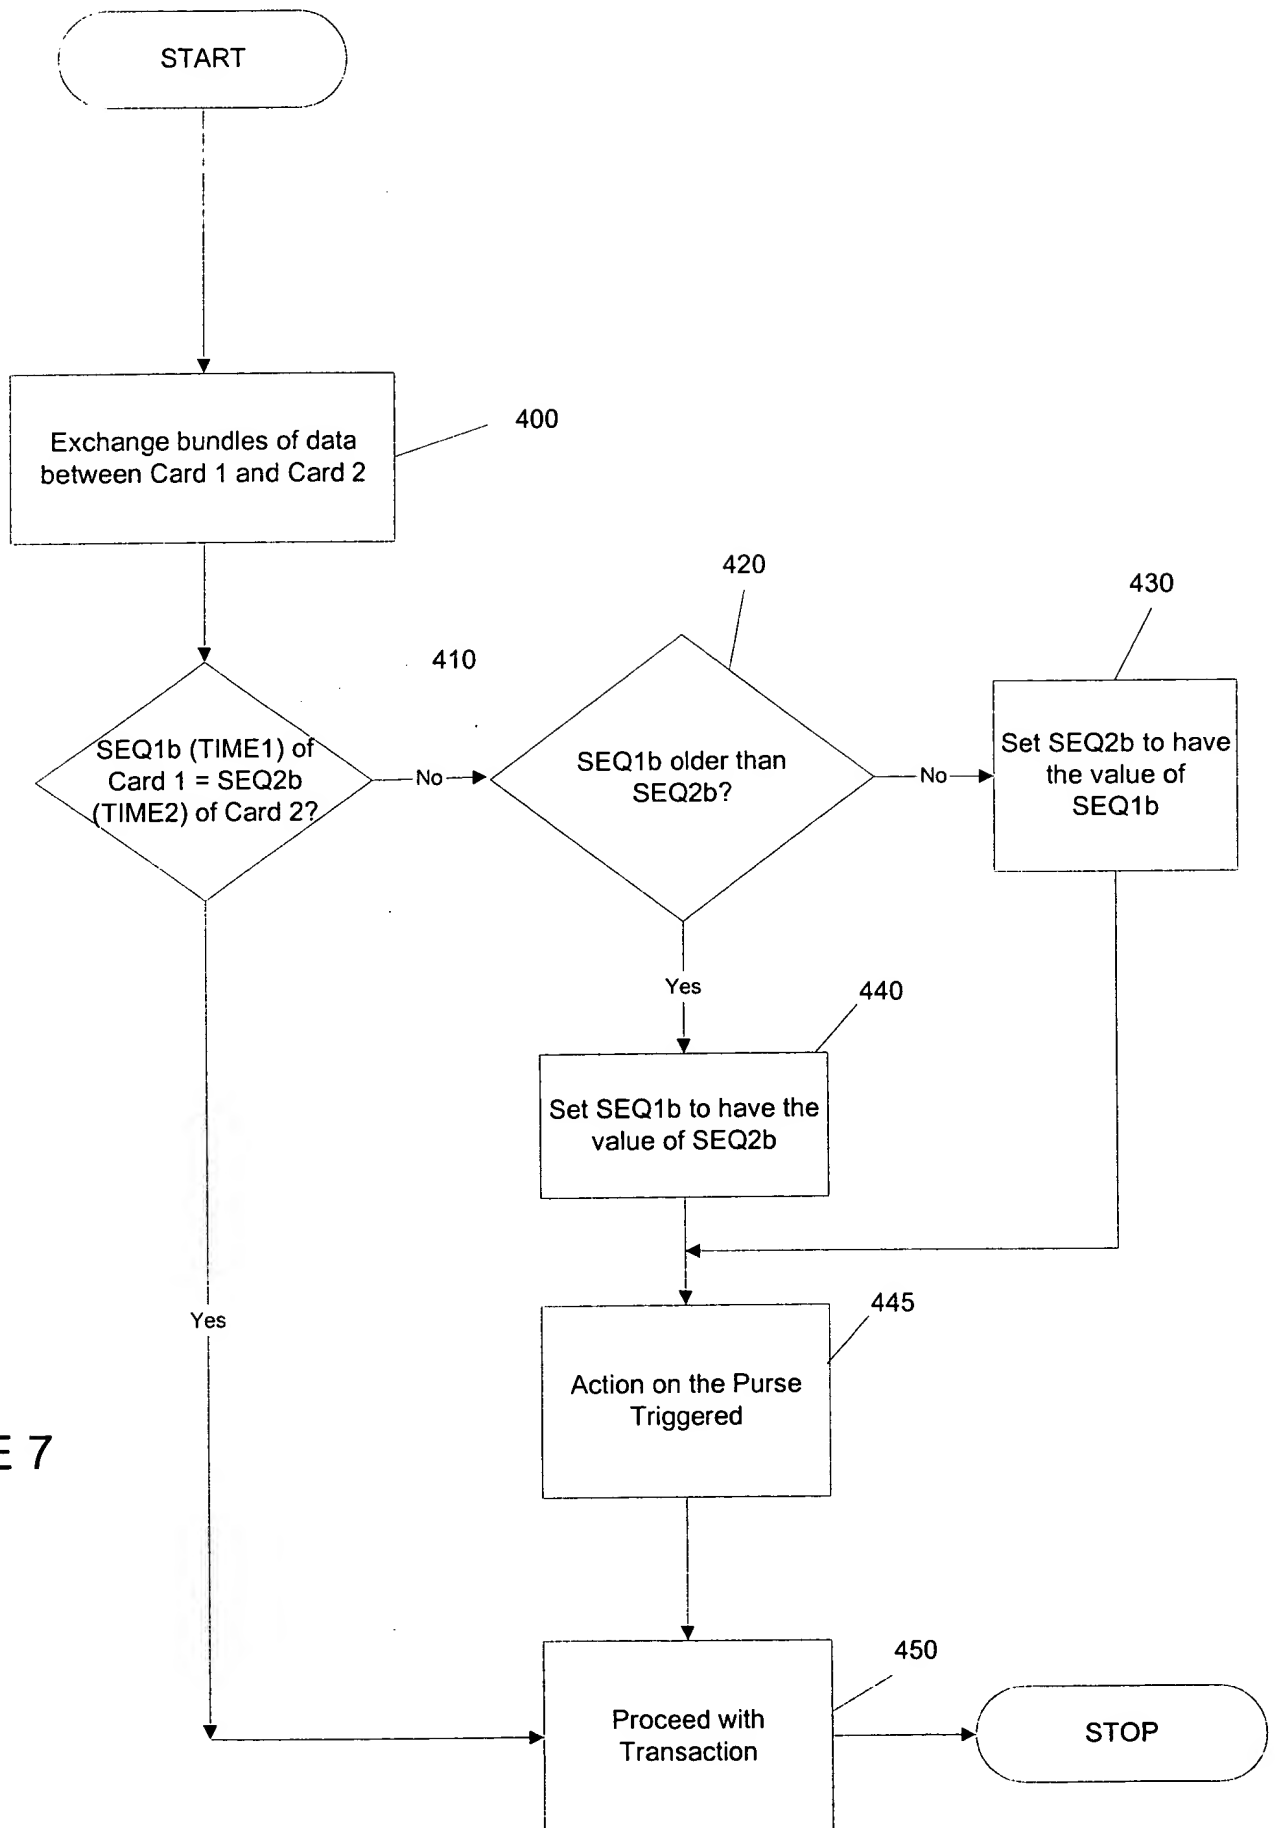 START
Exchange bundles of data
between Card 1 and Card 2
400
410
SEQ1b (TIME1) of
Card 1 = SEQ2b
(TIME2) of Card 2?
No
420
SEQ1b older than
SEQ2b?
No
430
Set SEQ2b to have
the value of
SEQ1b
Yes
440
Set SEQ1b to have the
value of SEQ2b
Yes
445
Action on the Purse
Triggered
E 7
450
Proceed with
Transaction
STOP